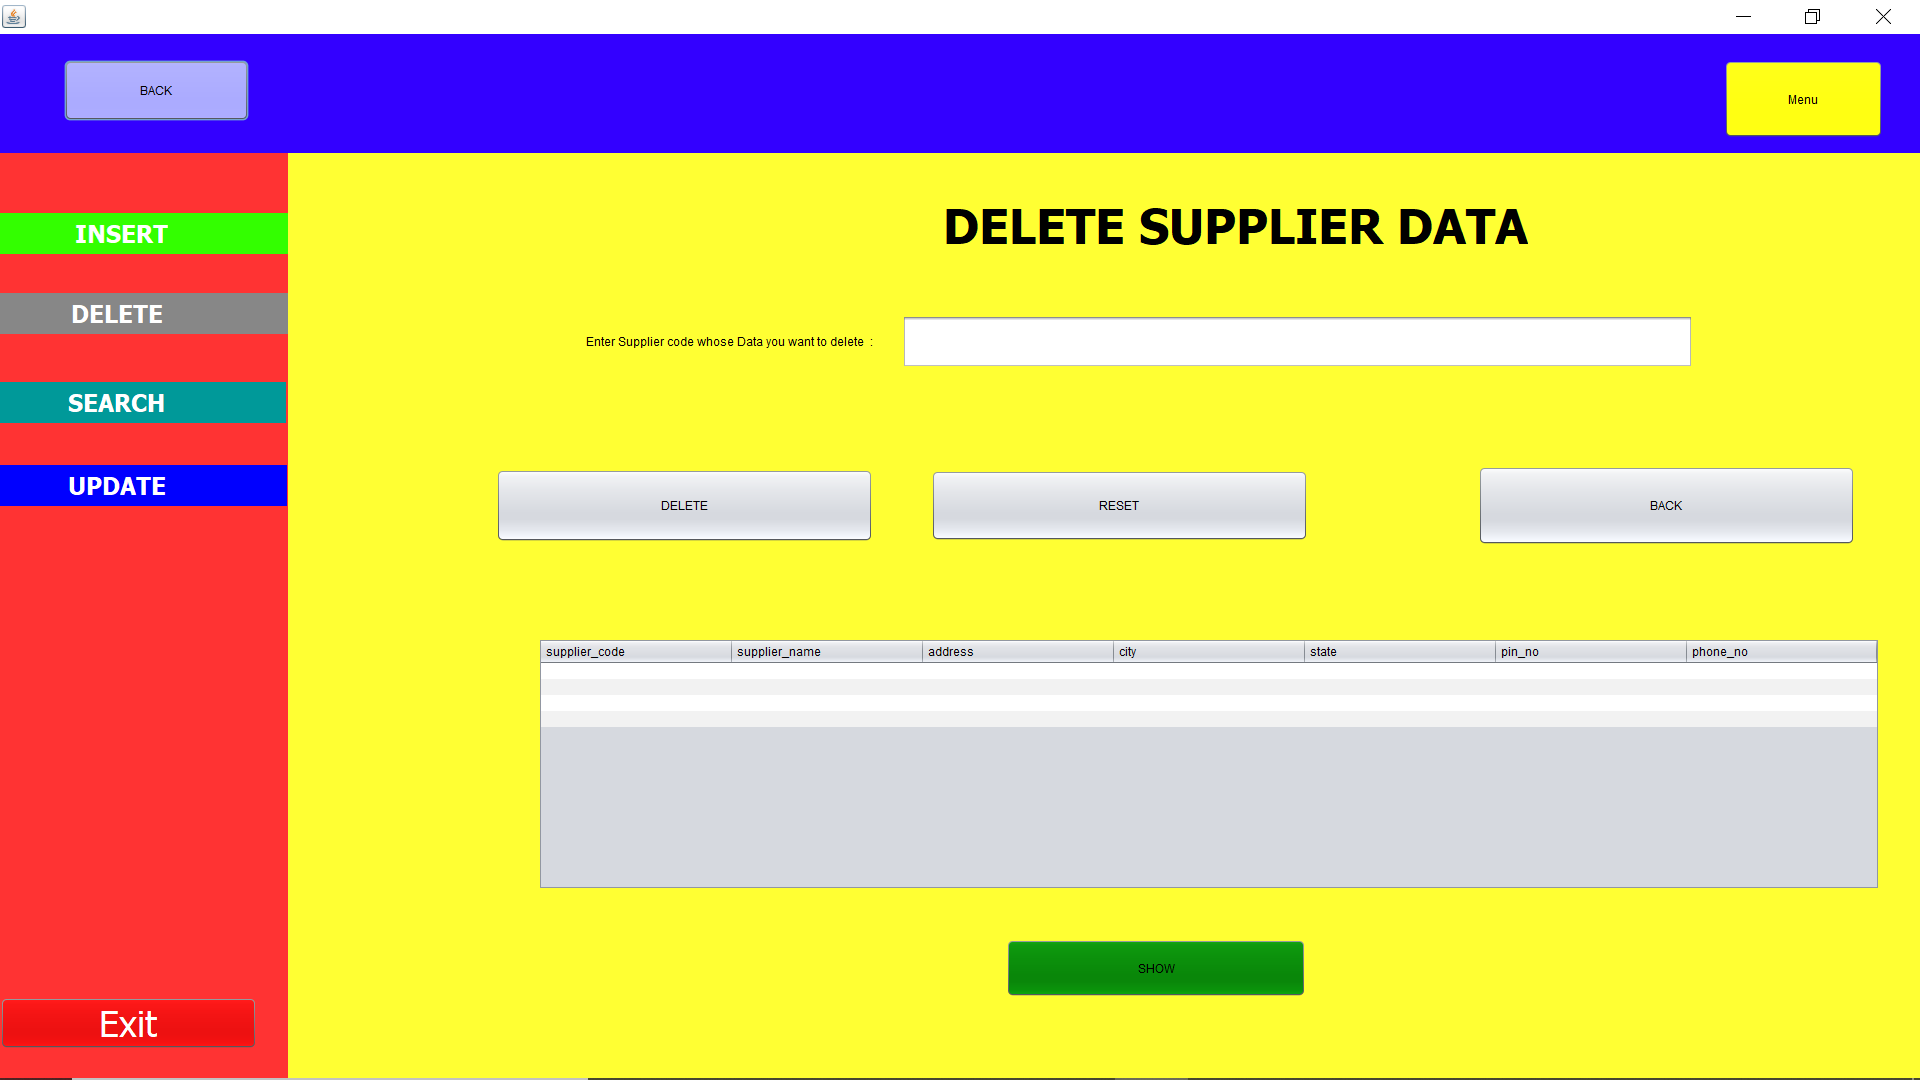 BACK
Menu
INSERT
DELETE
SEARCH
UPDATE
Exit
DELETE SUPPLIER DATA
Enter Supplier code whose Data you want to delete :
DELETE RESET BACK
supplier_code supplier_name address city state pin_no phone_no
SHOW